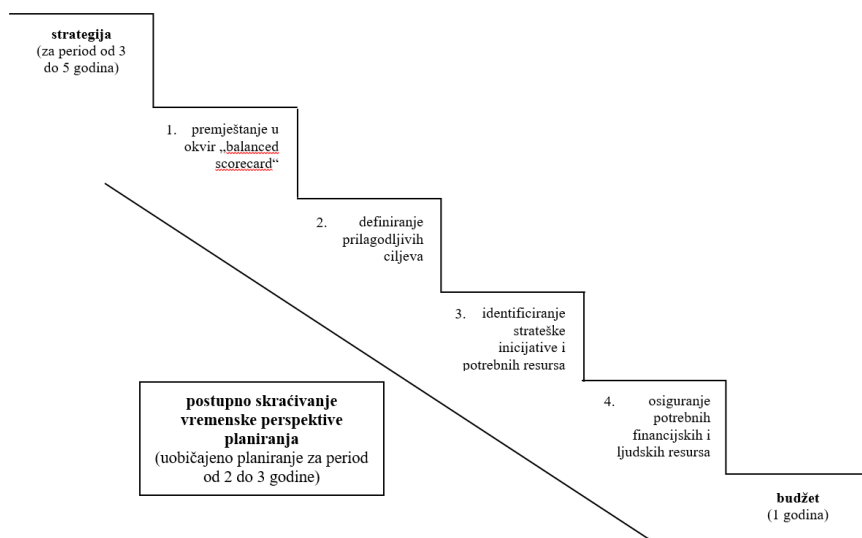 strategija
(za period od 3
do 5 godina)
1. premještanje u
okvir „balanced
scorecard“
2. definiranje
prilagodljivih
ciljeva
3. identificiranje
strateške
inicijative i
potrebnih resursa
4. osiguranje
potrebnih
financijskih i
ljudskih resursa
budžet
(1 godina)
postupno skraćivanje
vremenske perspektive
planiranja
(uobičajeno planiranje za period
od 2 do 3 godine)